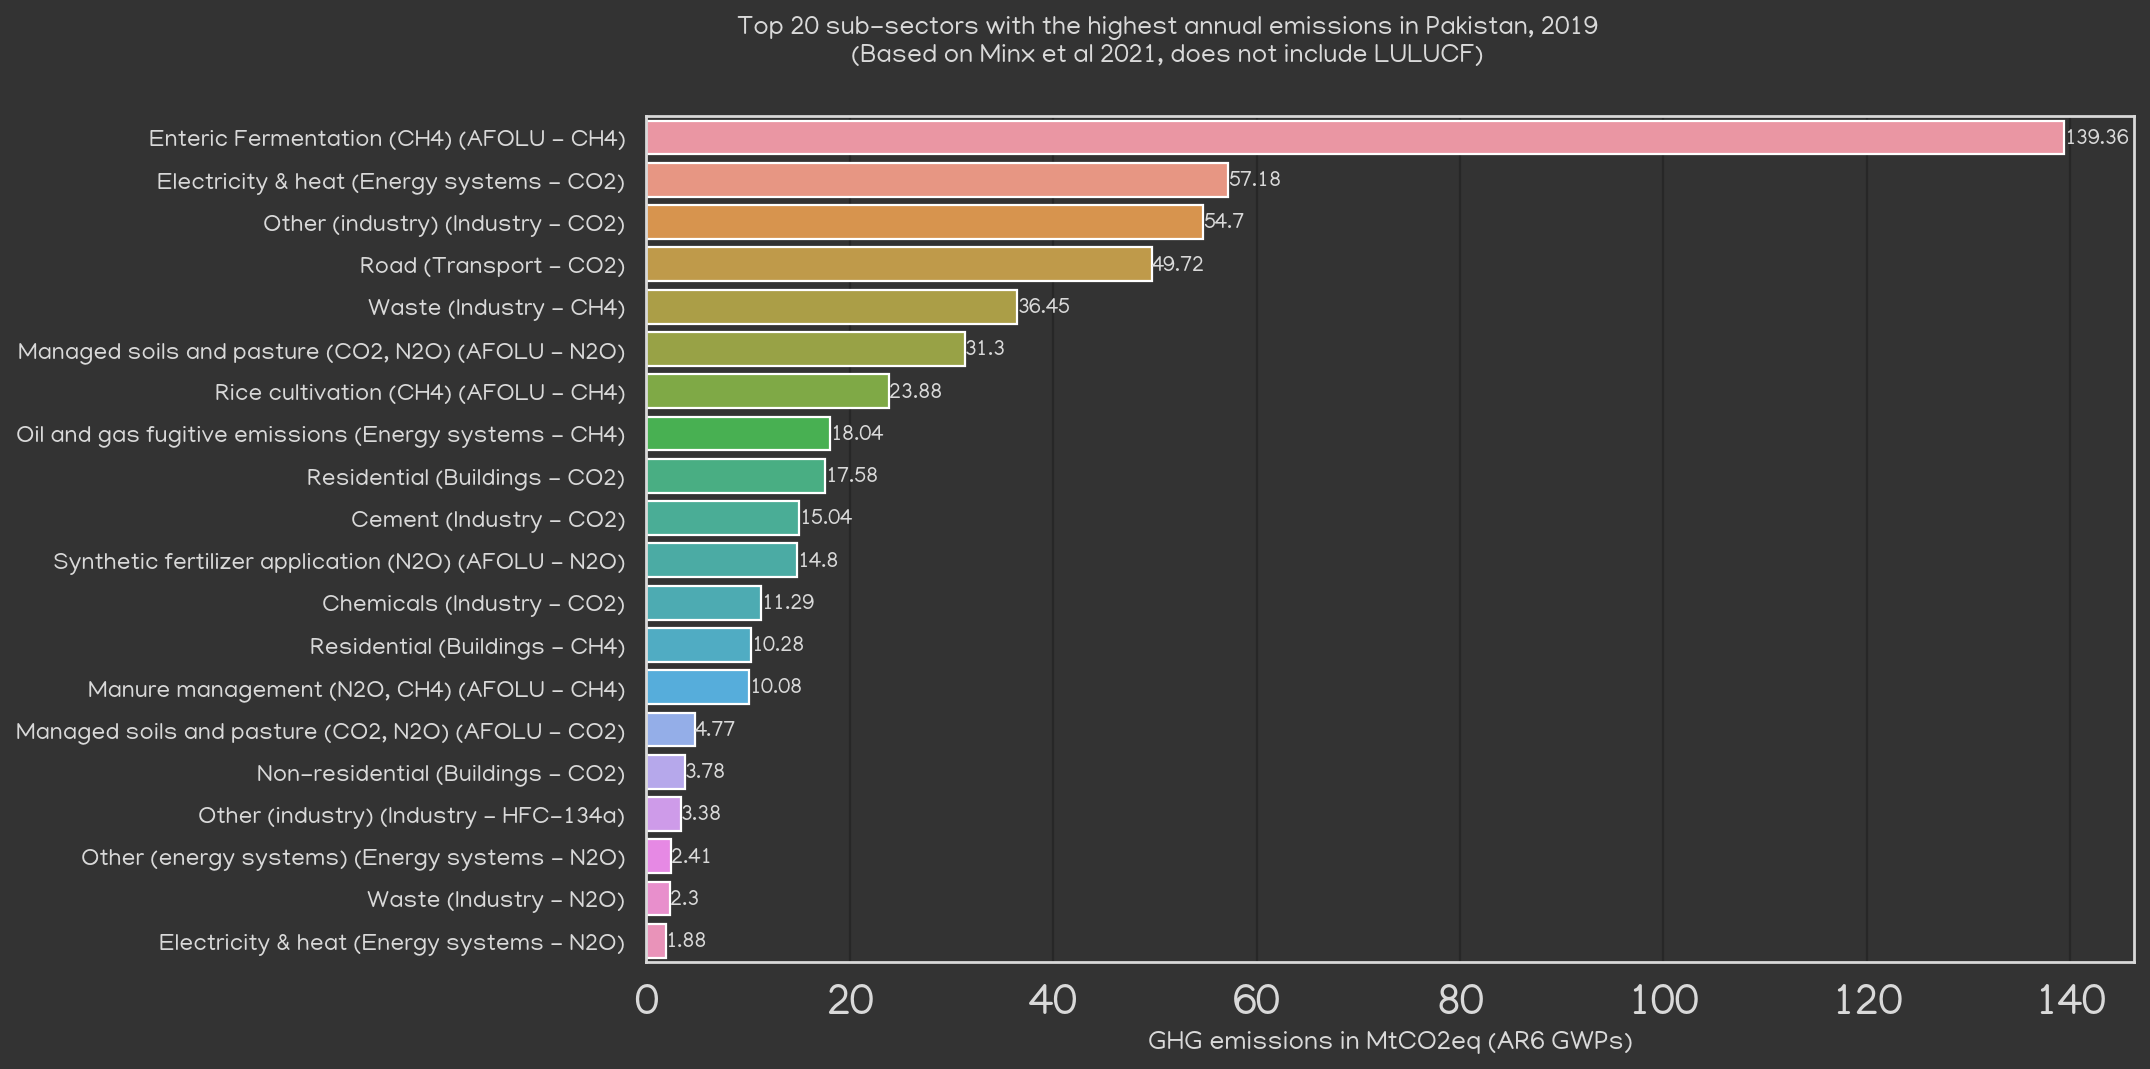 Top 20 sub-sectors with the highest annual emissions in Pakistan, 2019
(Based on Minx et al 2021, does not include LULUCF)
Enteric Fermentation (CH4) (AFOLU - CH4) 139.36
Electricity & heat (Energy systems - CO2) 57.18
Other (industry) (Industry - CO2) 54.7
Road (Transport - CO2) 49.72
Waste (Industry - CH4) 36.45
Managed soils and pasture (CO2, N2O) (AFOLU - N2O) 31.3
Rice cultivation (CH4) (AFOLU - CH4) 23.88
Oil and gas fugitive emissions (Energy systems - CH4) 18.04
Residential (Buildings - CO2) 17.58
Cement (Industry - CO2) 15.04
Synthetic fertilizer application (N2O) (AFOLU - N2O) 14.8
Chemicals (Industry - CO2) 11.29
Residential (Buildings - CH4) 10.28
Manure management (N2O, CH4) (AFOLU - CH4) 10.08
Managed soils and pasture (CO2, N2O) (AFOLU - CO2) 4.77
Non-residential (Buildings - CO2) 3.78
Other (industry) (Industry - HFC-134a) 3.38
Other (energy systems) (Energy systems - N2O) 2.41
Waste (Industry - N2O) 2.3
Electricity & heat (Energy systems - N2O) 1.88
0 20 40 60 80 100 120 140
GHG emissions in MtCO2eq (AR6 GWPs)